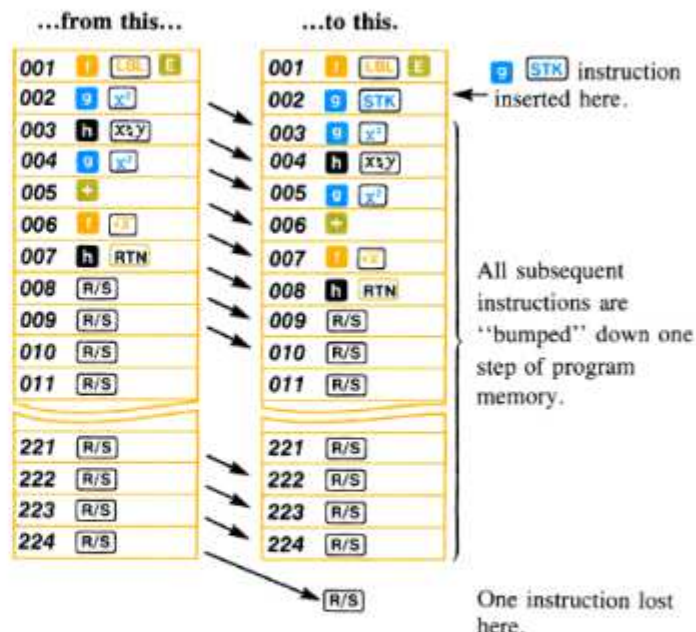 ...from this...
...to this.
001 f LBL E
002 g x²
003 h x⇄y
004 g x²
005 +
006 f √x
007 h RTN
008 R/S
009 R/S
010 R/S
011 R/S
221 R/S
222 R/S
223 R/S
224 R/S
001 f LBL E
002 g STK
003 g x²
004 h x⇄y
005 g x²
006 +
007 f √x
008 h RTN
009 R/S
010 R/S
011 R/S
221 R/S
222 R/S
223 R/S
224 R/S
R/S
g STK instruction
inserted here.
All subsequent
instructions are
‘‘bumped’’ down one
step of program
memory.
One instruction lost
here.